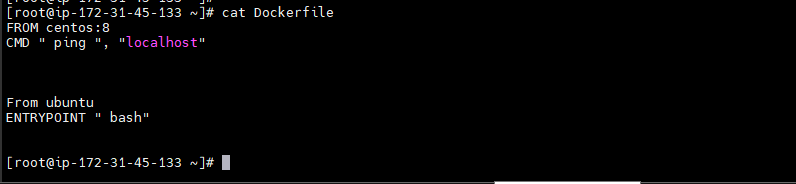 [root@ip-172-31-45-133 ~]# cat Dockerfile
FROM centos:8
CMD " ping ", "localhost"
From ubuntu
ENTRYPOINT " bash"
[root@ip-172-31-45-133 ~]#